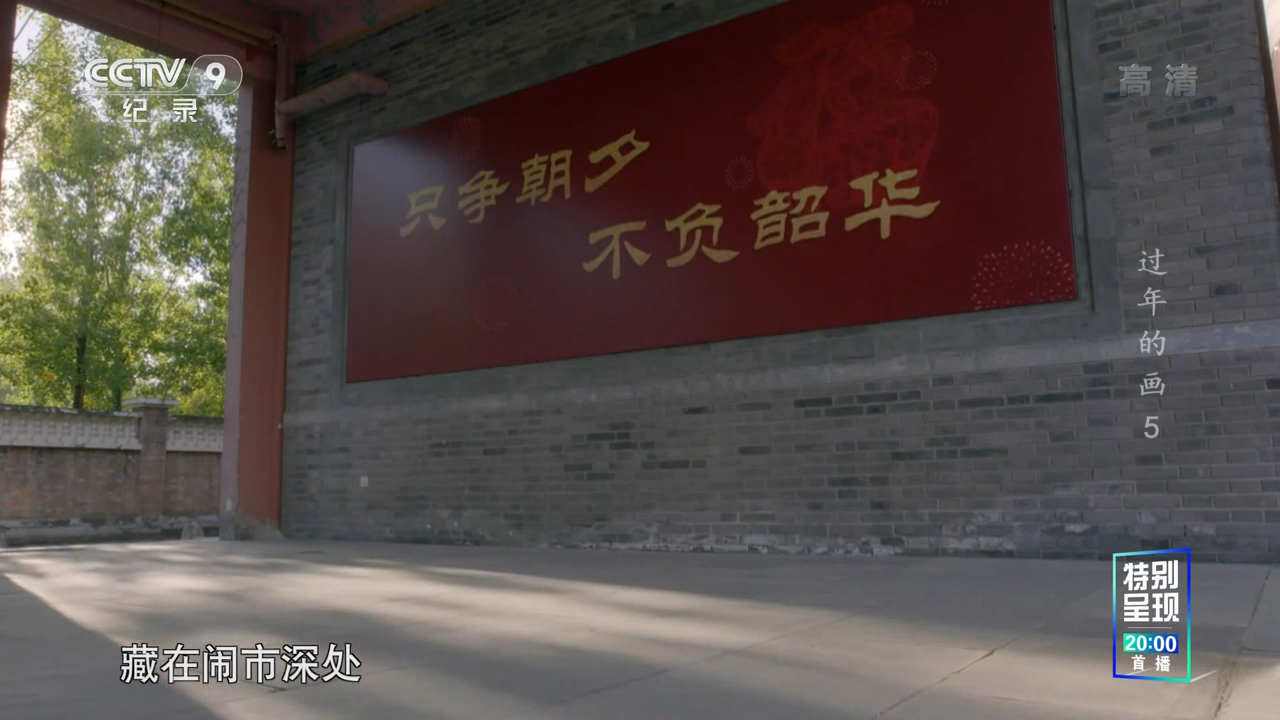 CCTV 9
纪录
高清
只争朝夕
不负韶华
福
过年的画5
特别
呈现
20:00
首播
藏在闹市深处